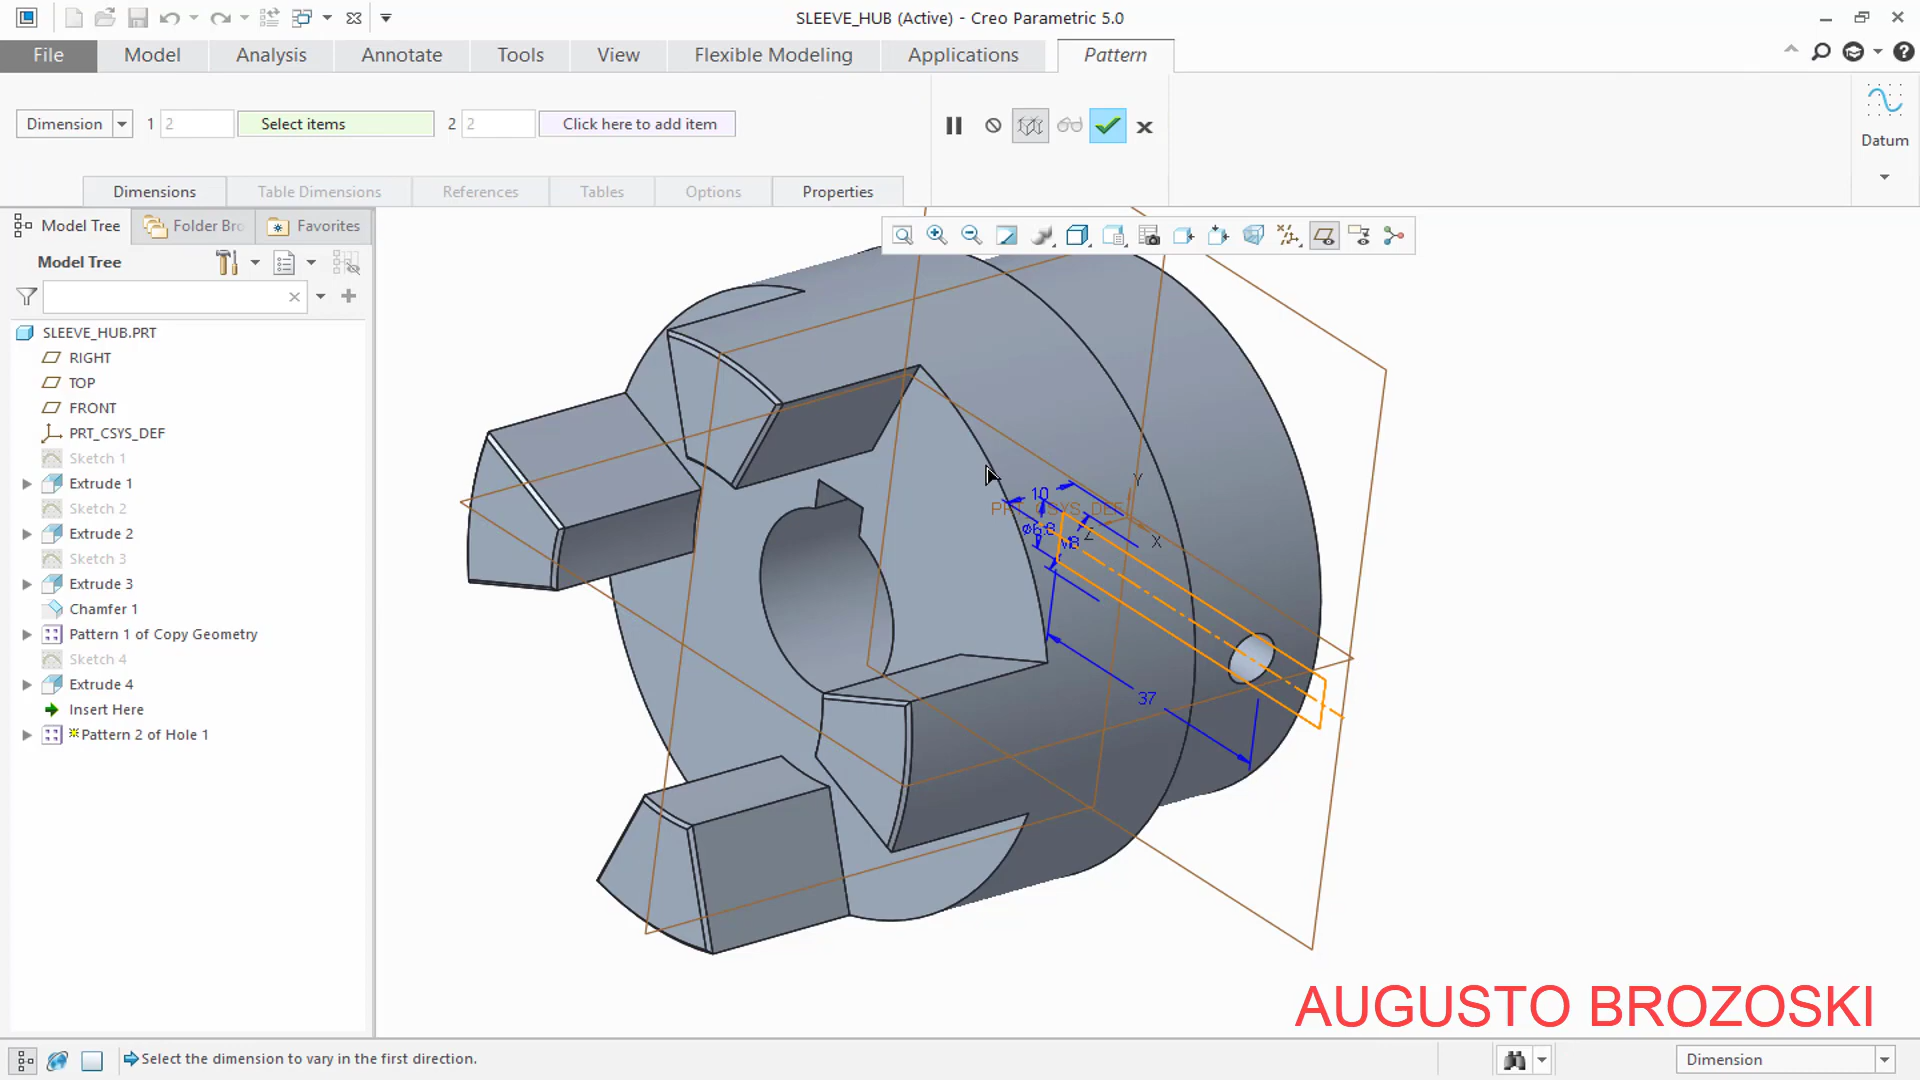 SLEEVE_HUB (Active) - Creo Parametric 5.0
File Model Analysis Annotate Tools View Flexible Modeling Applications Pattern
Dimension 1 2 Select items 2 2 Click here to add item
Datum
Dimensions Table Dimensions References Tables Options Properties
Model Tree Folder Bro Favorites
Model Tree
SLEEVE_HUB.PRT
RIGHT
TOP
FRONT
PRT_CSYS_DEF
Sketch 1
Extrude 1
Sketch 2
Extrude 2
Sketch 3
Extrude 3
Chamfer 1
Pattern 1 of Copy Geometry
Sketch 4
Extrude 4
Insert Here
Pattern 2 of Hole 1
Y
10
PRT_CSYS_DEF
Z
X
37
AUGUSTO BROZOSKI
Select the dimension to vary in the first direction.
Dimension